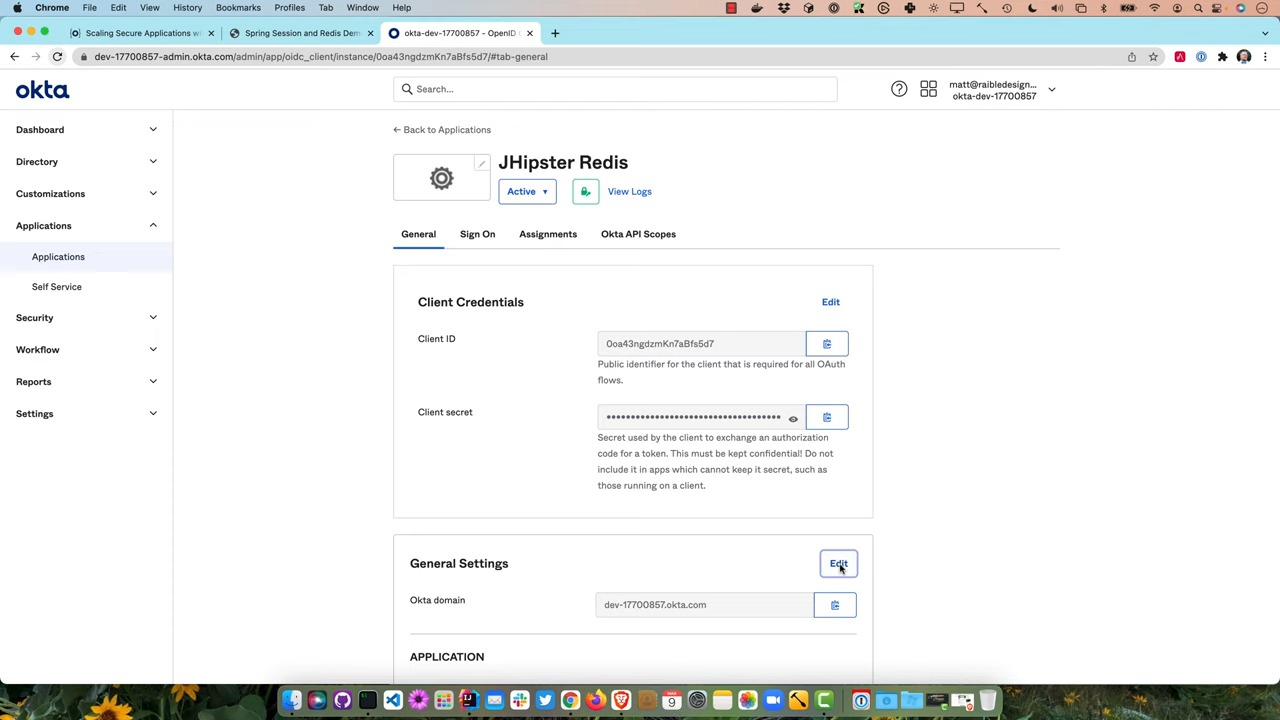 Chrome File Edit View History Bookmarks Profiles Tab Window Help
Scaling Secure Applications wi
Spring Session and Redis Dem
okta-dev-17700857 - OpenID
dev-17700857-admin.okta.com/admin/app/oidc_client/instance/0oa43ngdzmKn7aBfs5d7/#tab-general
okta
Search...
matt@raibledesign...
okta-dev-17700857
Dashboard
Directory
Customizations
Applications
Applications
Self Service
Security
Workflow
Reports
Settings
← Back to Applications
JHipster Redis
Active ▾
View Logs
General Sign On Assignments Okta API Scopes
Client Credentials
Edit
Client ID
0oa43ngdzmKn7aBfs5d7
Public identifier for the client that is required for all OAuth
flows.
Client secret
Secret used by the client to exchange an authorization
code for a token. This must be kept confidential! Do not
include it in apps which cannot keep it secret, such as
those running on a client.
General Settings
Edit
Okta domain
dev-17700857.okta.com
APPLICATION
9